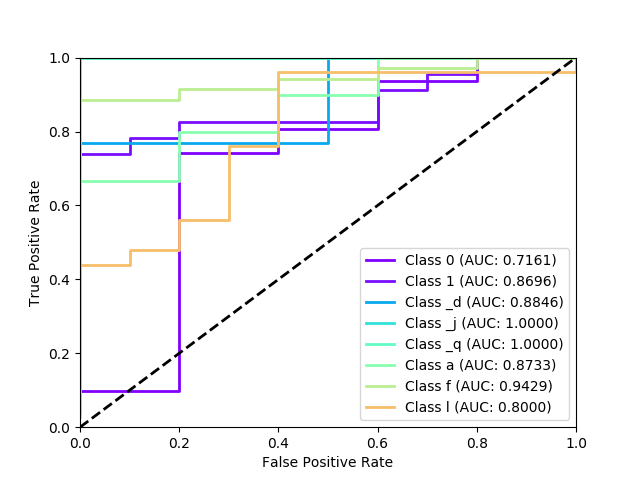 1.0
0.8
0.6
0.4
0.2
0.0
True Positive Rate
Class 0 (AUC: 0.7161)
Class 1 (AUC: 0.8696)
Class _d (AUC: 0.8846)
Class _j (AUC: 1.0000)
Class _q (AUC: 1.0000)
Class a (AUC: 0.8733)
Class f (AUC: 0.9429)
Class l (AUC: 0.8000)
0.0 0.2 0.4 0.6 0.8 1.0
False Positive Rate